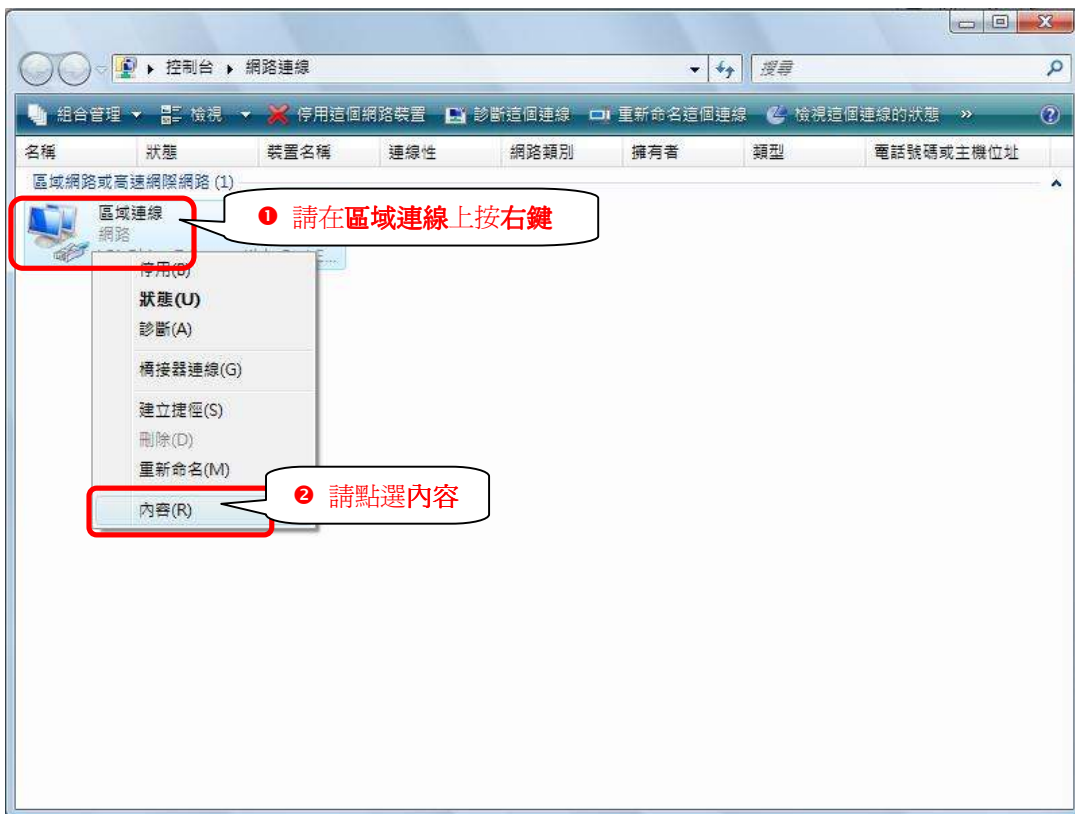 控制台 ▸ 網路連線
搜尋
組合管理 檢視 停用這個網路裝置 診斷這個連線 重新命名這個連線 檢視這個連線的狀態 »
名稱 狀態 裝置名稱 連線性 網路類別 擁有者 類型 電話號碼或主機位址
區域網路或高速網際網路 (1)
區域連線
網路
❶ 請在區域連線上按右鍵
停用(B)
狀態(U)
診斷(A)
橋接器連線(G)
建立捷徑(S)
刪除(D)
重新命名(M)
內容(R)
❷ 請點選內容